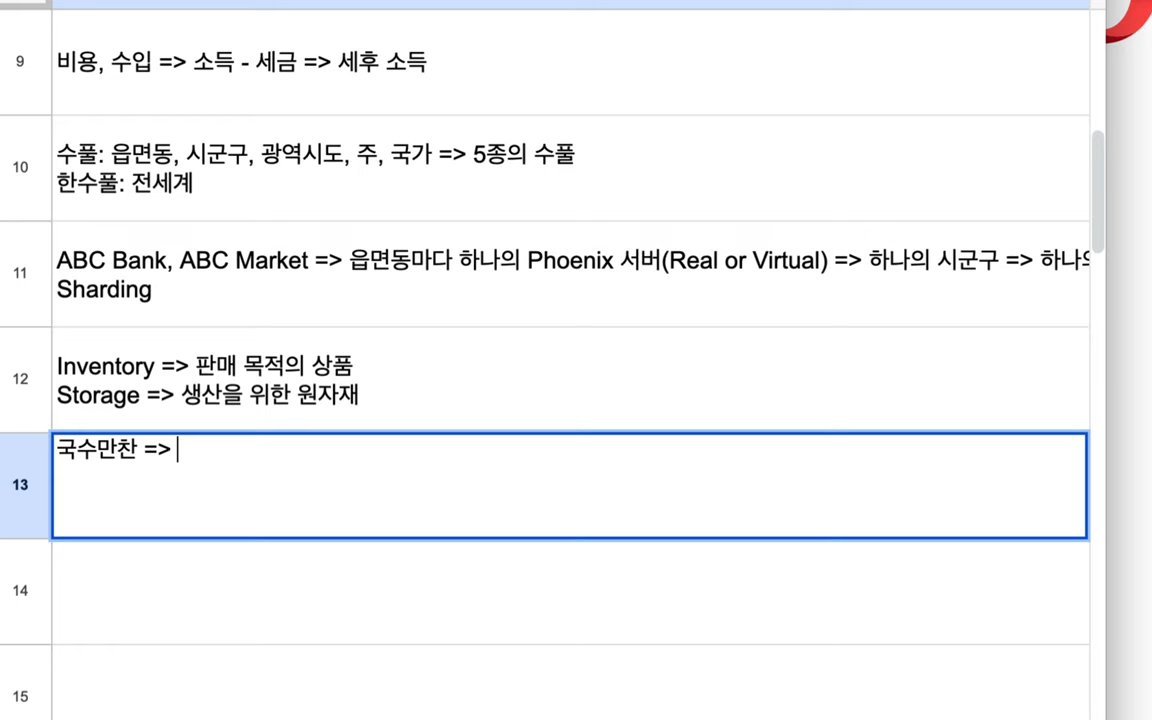 9
비용, 수입 => 소득 - 세금 => 세후 소득
10
수풀: 읍면동, 시군구, 광역시도, 주, 국가 => 5종의 수풀
한수풀: 전세계
11
ABC Bank, ABC Market => 읍면동마다 하나의 Phoenix 서버(Real or Virtual) => 하나의 시군구 =>
Sharding
12
Inventory => 판매 목적의 상품
Storage => 생산을 위한 원자재
13
국수만찬 =>
14
15